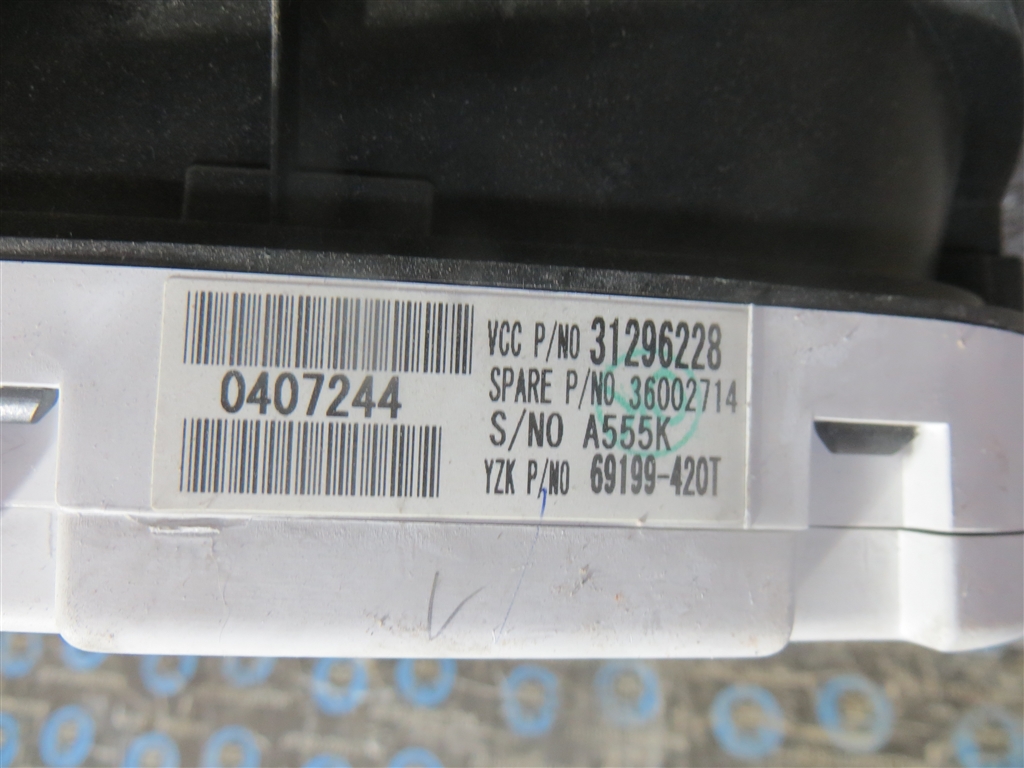 VCC P/NO 31296228
SPARE P/NO 36002714
0407244
S/NO A555K
YZK P/NO 69199-420T